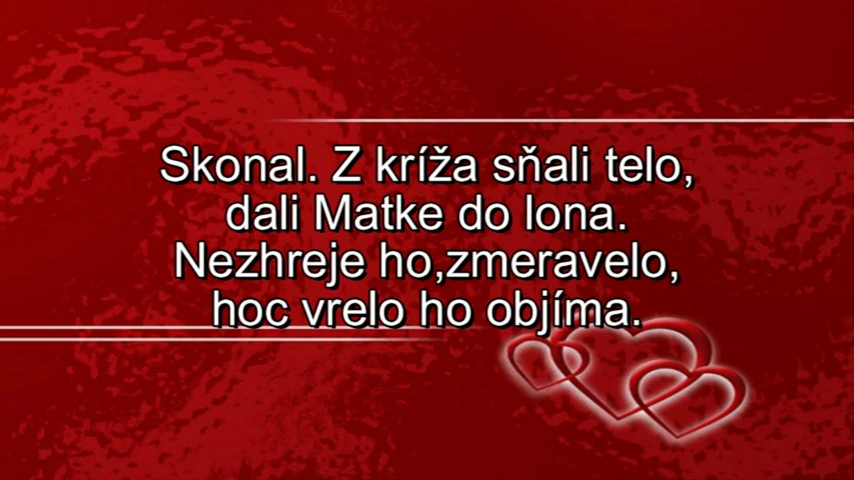 Skonal. Z kríža sňali telo,
dali Matke do lona.
Nezhreje ho,zmeravelo,
hoc vrelo ho objíma.